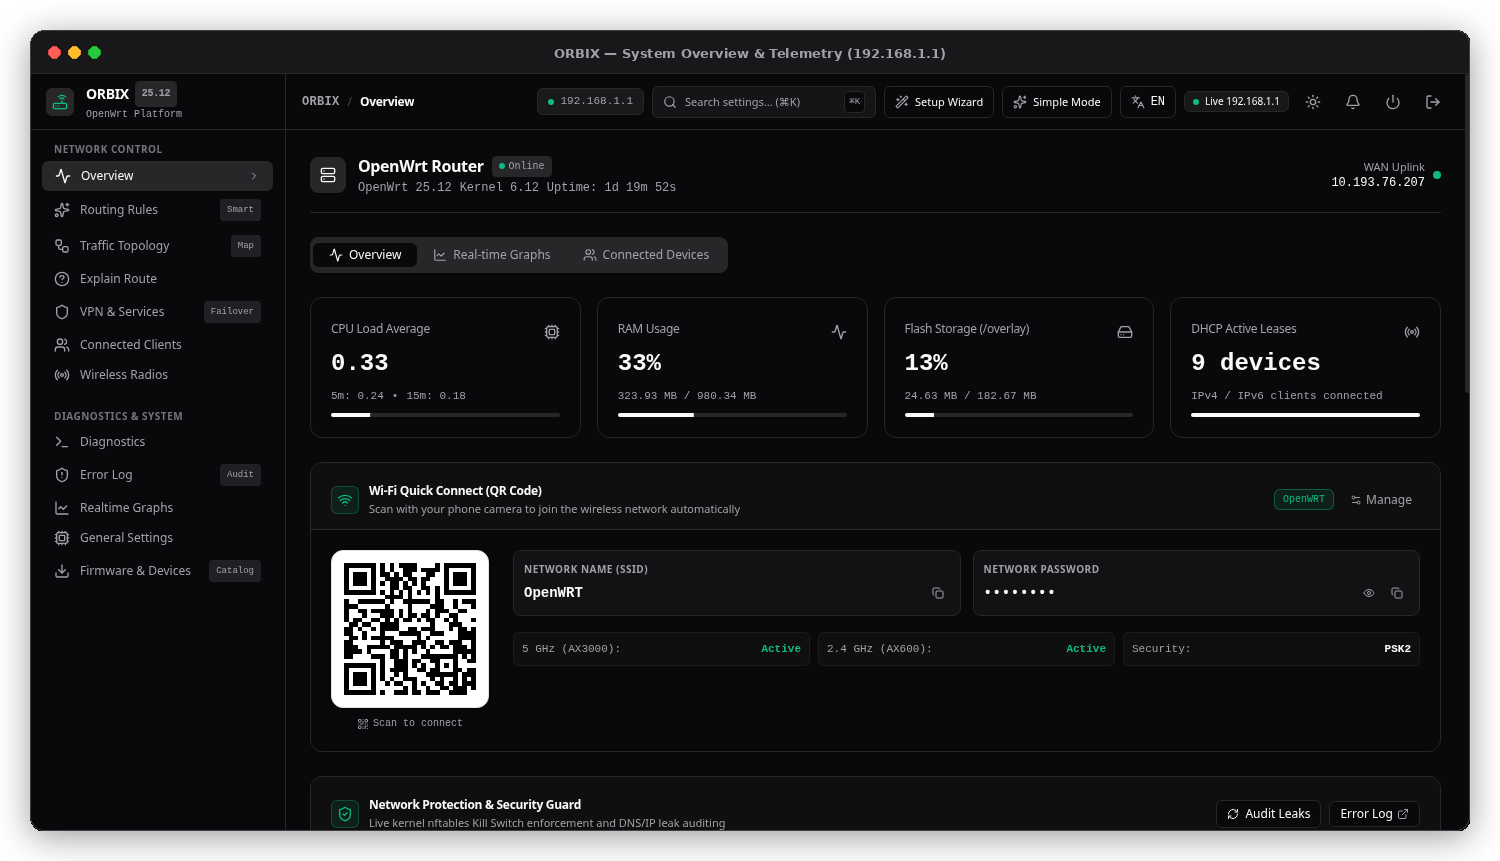 ORBIX — System Overview & Telemetry (192.168.1.1)
ORBIX 25.12
OpenWrt Platform
NETWORK CONTROL
Overview
Routing Rules Smart
Traffic Topology Map
Explain Route
VPN & Services Failover
Connected Clients
Wireless Radios
DIAGNOSTICS & SYSTEM
Diagnostics
Error Log Audit
Realtime Graphs
General Settings
Firmware & Devices Catalog
ORBIX / Overview 192.168.1.1 Search settings... (⌘K) ⌘K Setup Wizard Simple Mode EN Live 192.168.1.1
OpenWrt Router Online
OpenWrt 25.12 Kernel 6.12 Uptime: 1d 19m 52s
WAN Uplink
10.193.76.207
Overview Real-time Graphs Connected Devices
CPU Load Average
0.33
5m: 0.24 • 15m: 0.18
RAM Usage
33%
323.93 MB / 980.34 MB
Flash Storage (/overlay)
13%
24.63 MB / 182.67 MB
DHCP Active Leases
9 devices
IPv4 / IPv6 clients connected
Wi-Fi Quick Connect (QR Code)
Scan with your phone camera to join the wireless network automatically
OpenWRT Manage
Scan to connect
NETWORK NAME (SSID)
OpenWRT
NETWORK PASSWORD
••••••••
5 GHz (AX3000): Active
2.4 GHz (AX600): Active
Security: PSK2
Network Protection & Security Guard
Live kernel nftables Kill Switch enforcement and DNS/IP leak auditing
Audit Leaks Error Log